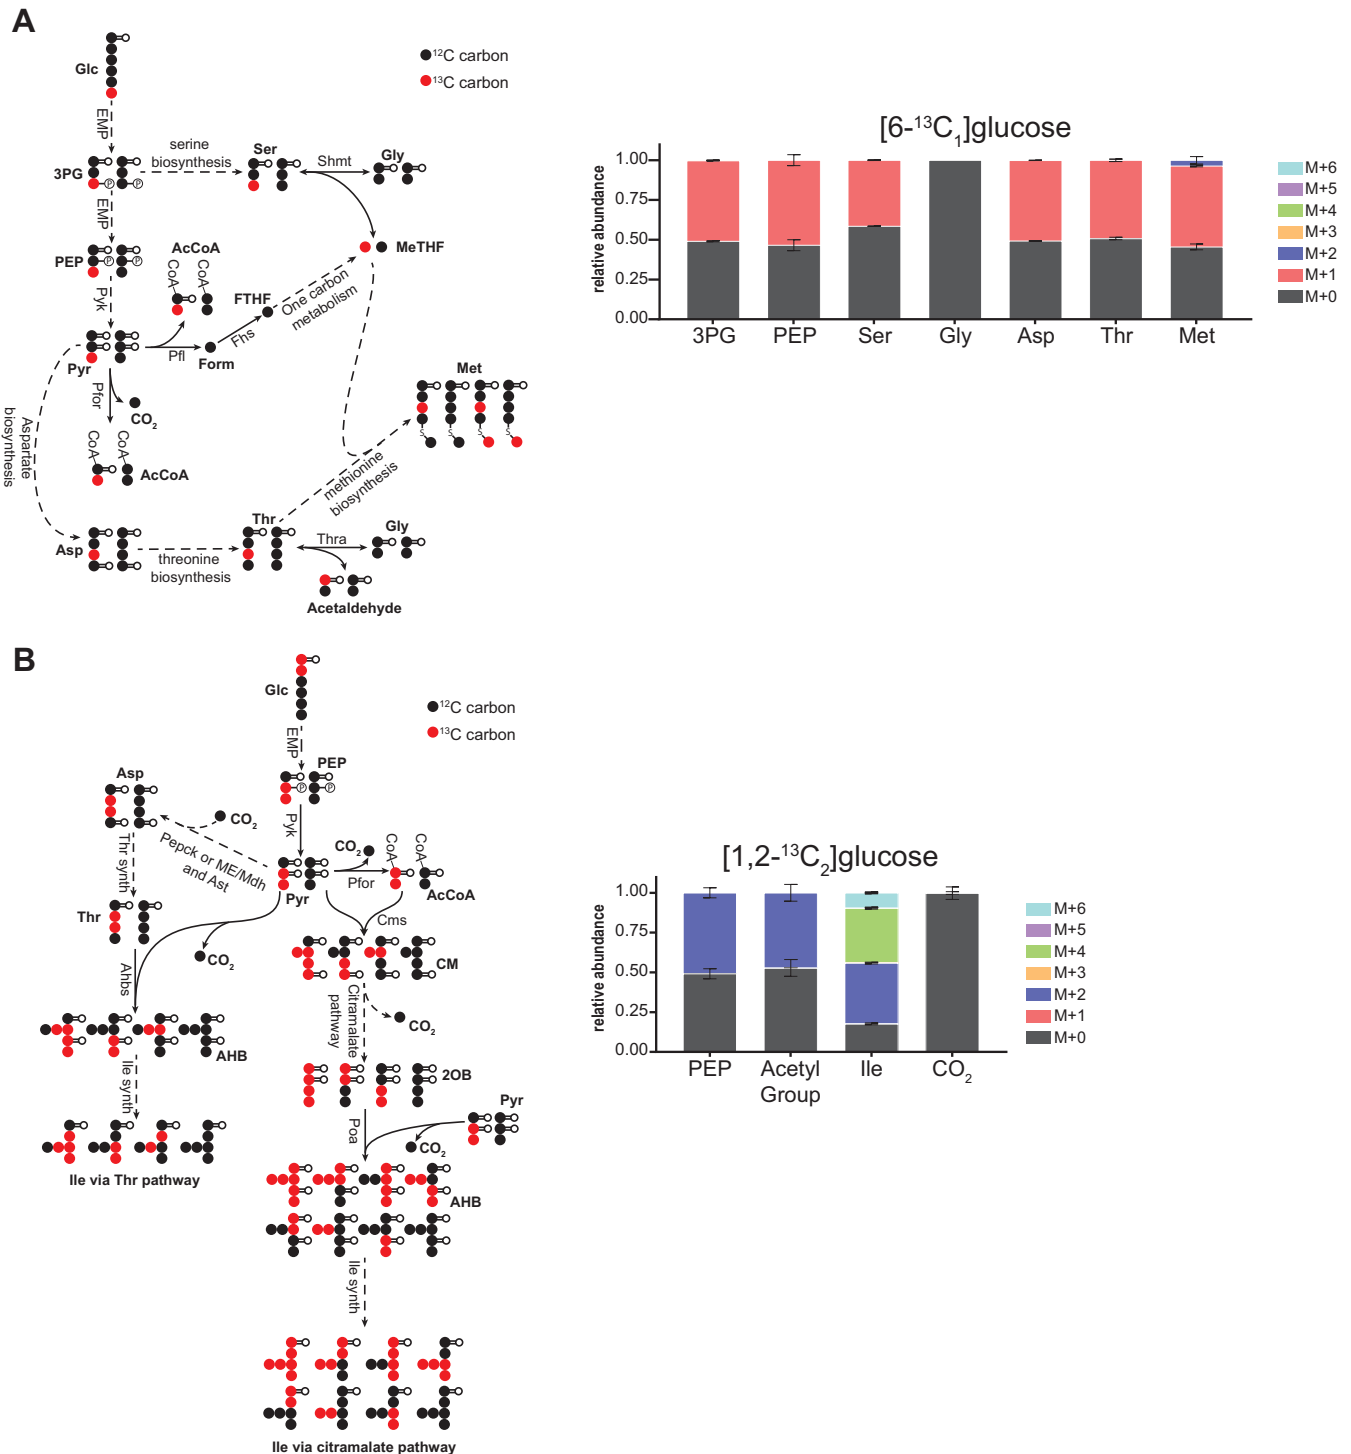 A
Glc
12C carbon
13C carbon
EMP
serine
biosynthesis
Ser
Shmt
Gly
3PG
P
P
EMP
MeTHF
AcCoA
CoA
CoA
PEP
P
P
Pyk
FTHF
One carbon
metabolism
Fhs
Pyr
Pfl
Form
Pfor
CO2
CoA
CoA
AcCoA
Aspartate
biosynthesis
Met
S
S
S
S
methionine
biosynthesis
Asp
threonine
biosynthesis
Thr
Thra
Gly
Acetaldehyde
[6-13C1]glucose
relative abundance
1.00
0.75
0.50
0.25
0.00
3PG PEP Ser Gly Asp Thr Met
M+6
M+5
M+4
M+3
M+2
M+1
M+0
B
Glc
12C carbon
13C carbon
EMP
PEP
P
P
Asp
CO2
Pyk
Pepck or ME/Mdh
and Ast
Thr synth
CO2
CoA
CoA
Pfor
Pyr
AcCoA
Thr
Cms
CO2
CM
Ahbs
Citramalate
pathway
CO2
AHB
2OB
Ile synth
Pyr
Poa
CO2
Ile via Thr pathway
AHB
Ile synth
Ile via citramalate pathway
[1,2-13C2]glucose
relative abundance
1.00
0.75
0.50
0.25
0.00
PEP Acetyl Ile CO2
Group
M+6
M+5
M+4
M+3
M+2
M+1
M+0